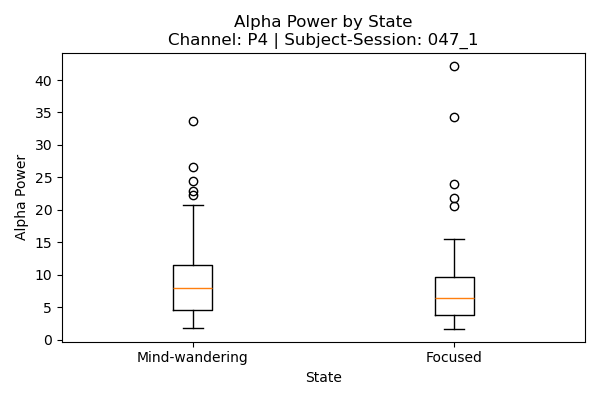 Alpha Power by State
Channel: P4 | Subject-Session: 047_1
Alpha Power
40
35
30
25
20
15
10
5
0
Mind-wandering
Focused
State